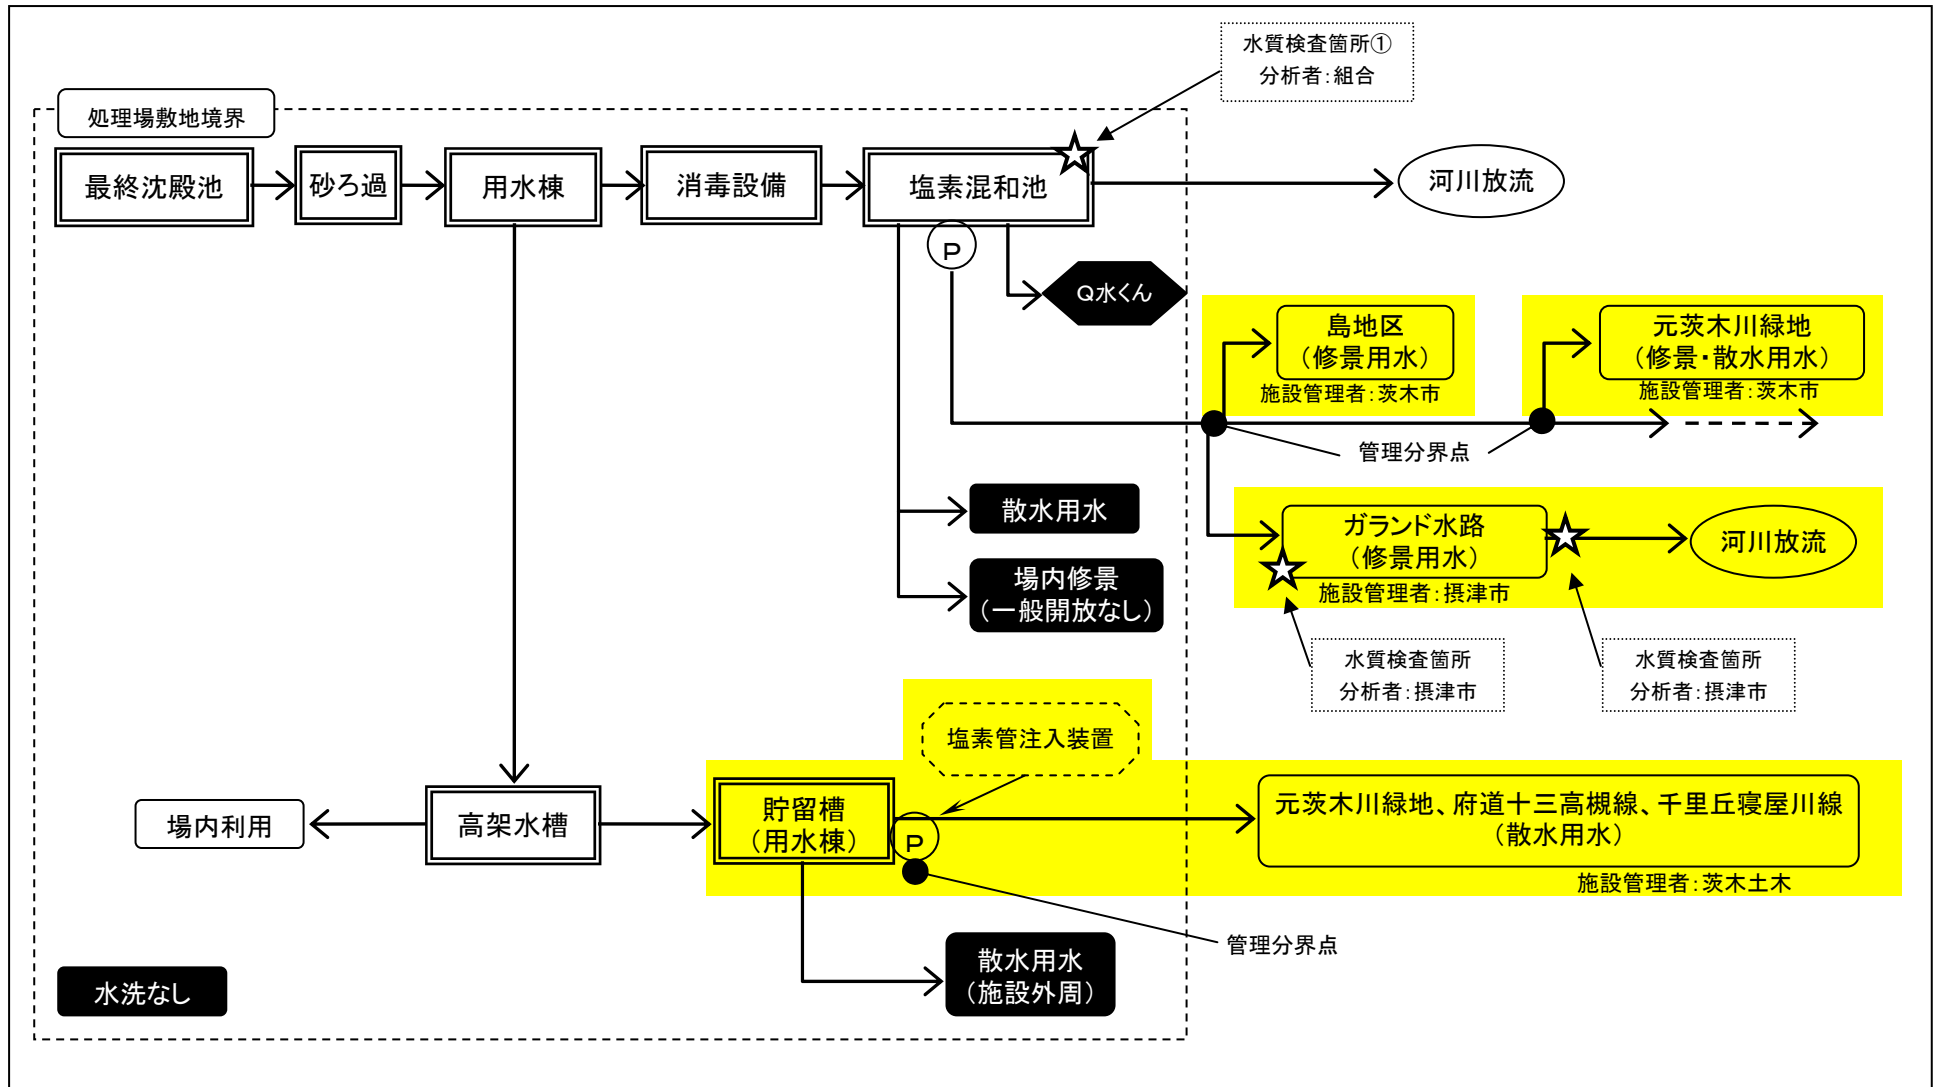 水質検査箇所①
分析者：組合
処理場敷地境界
最終沈殿池
砂ろ過
用水棟
消毒設備
塩素混和池
河川放流
Ｐ
Ｑ水くん
島地区
（修景用水）
施設管理者：茨木市
元茨木川緑地
（修景・散水用水）
施設管理者：茨木市
管理分界点
散水用水
場内修景
（一般開放なし）
ガランド水路
（修景用水）
施設管理者：摂津市
河川放流
水質検査箇所
分析者：摂津市
水質検査箇所
分析者：摂津市
塩素管注入装置
場内利用
高架水槽
貯留槽
（用水棟）
Ｐ
元茨木川緑地、府道十三高槻線、千里丘寝屋川線
（散水用水）
施設管理者：茨木土木
管理分界点
散水用水
（施設外周）
水洗なし